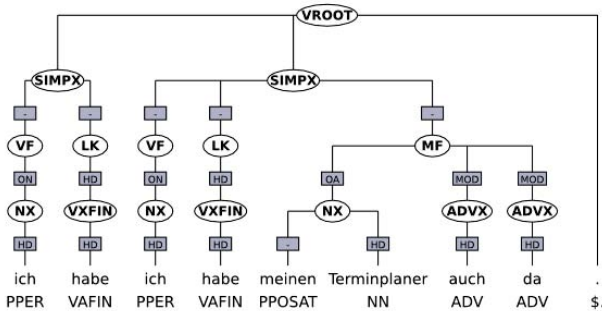 VROOT
SIMPX SIMPX
- - - - -
VF LK VF LK MF
ON HD ON HD OA MOD MOD
NX VXFIN NX VXFIN NX ADVX ADVX
HD HD HD HD - HD HD HD
ich habe ich habe meinen Terminplaner auch da .
PPER VAFIN PPER VAFIN PPOSAT NN ADV ADV $.